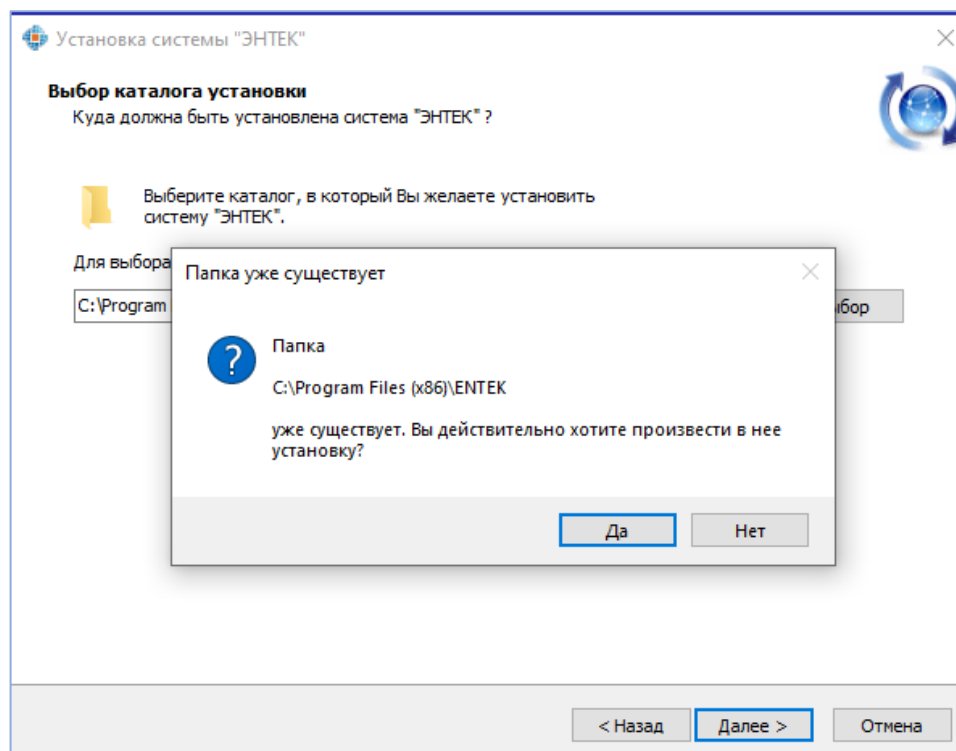 Установка системы "ЭНТЕК"
Выбор каталога установки
Куда должна быть установлена система "ЭНТЕК" ?
Выберите каталог, в который Вы желаете установить
систему "ЭНТЕК".
Для выбора
C:\Program
Папка уже существует
Папка
C:\Program Files (x86)\ENTEK
уже существует. Вы действительно хотите произвести в нее
установку?
Да
Нет
< Назад
Далее >
Отмена